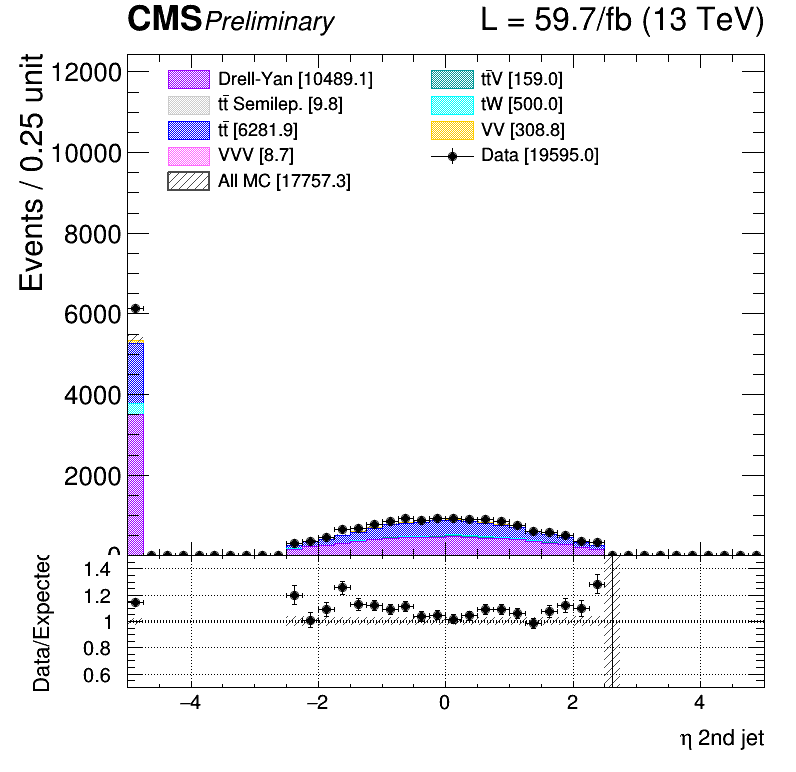 CMS Preliminary L = 59.7/fb (13 TeV)
Events / 0.25 unit
12000
10000
8000
6000
4000
2000
0
Drell-Yan [10489.1]
tt̄ Semilep. [9.8]
tt̄ [6281.9]
VVV [8.7]
All MC [17757.3]
tt̄V [159.0]
tW [500.0]
VV [308.8]
Data [19595.0]
Data/Expected
1.4
1.2
1
0.8
0.6
−4 −2 0 2 4
η 2nd jet